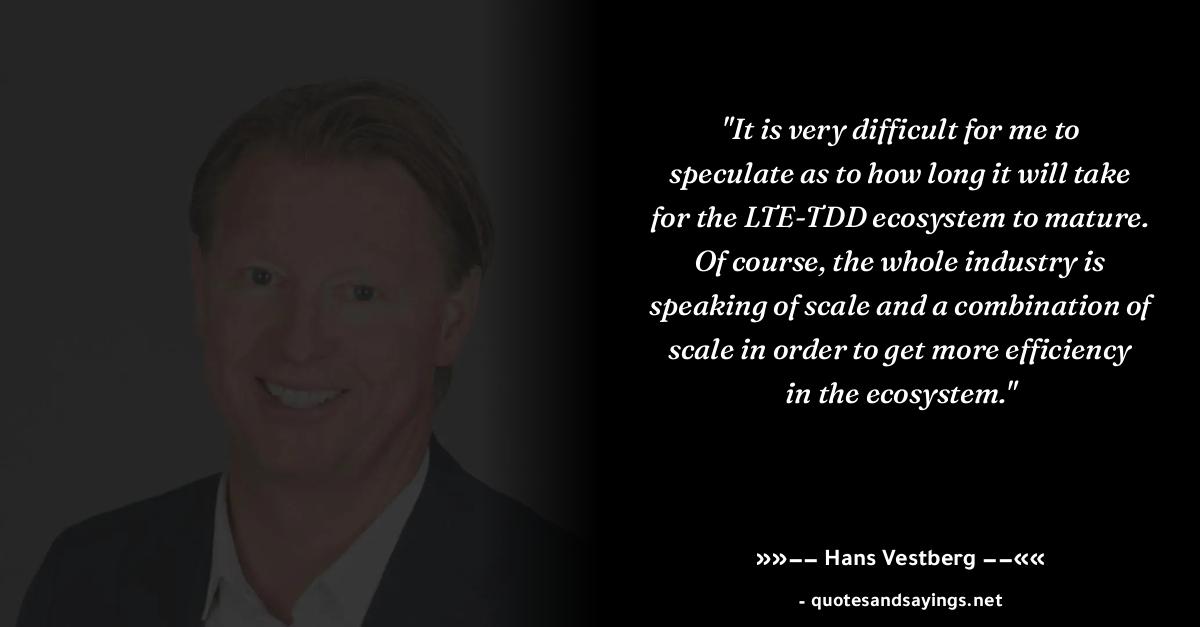 "It is very difficult for me to
speculate as to how long it will take
for the LTE-TDD ecosystem to mature.
Of course, the whole industry is
speaking of scale and a combination of
scale in order to get more efficiency
in the ecosystem."
»»−− Hans Vestberg −−««
- quotesandsayings.net